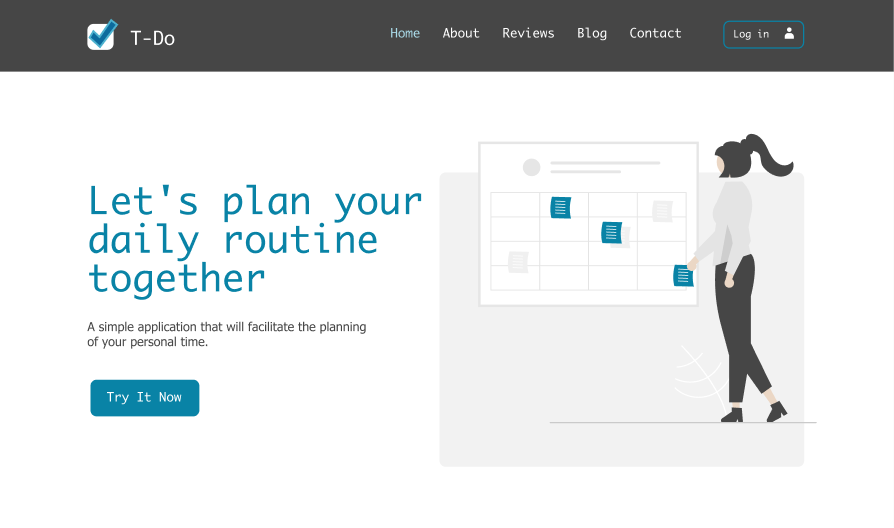 T-Do
Home About Reviews Blog Contact
Log in
Let's plan your
daily routine
together
A simple application that will facilitate the planning
of your personal time.
Try It Now